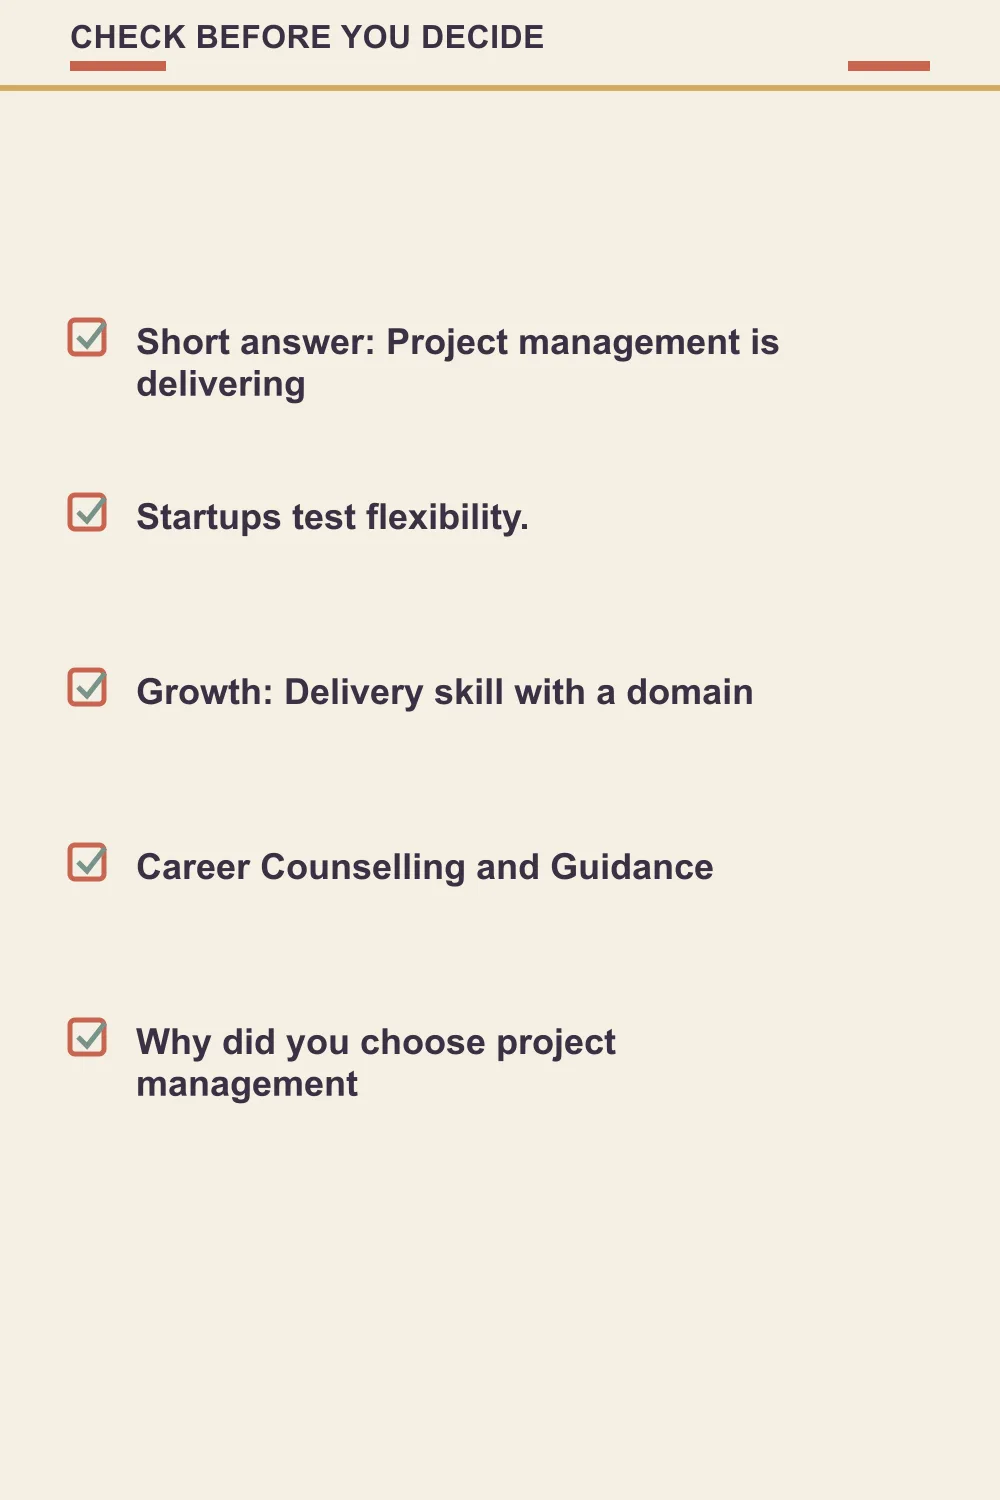 CHECK BEFORE YOU DECIDE
Short answer: Project management is
delivering
Startups test flexibility.
Growth: Delivery skill with a domain
Career Counselling and Guidance
Why did you choose project
management